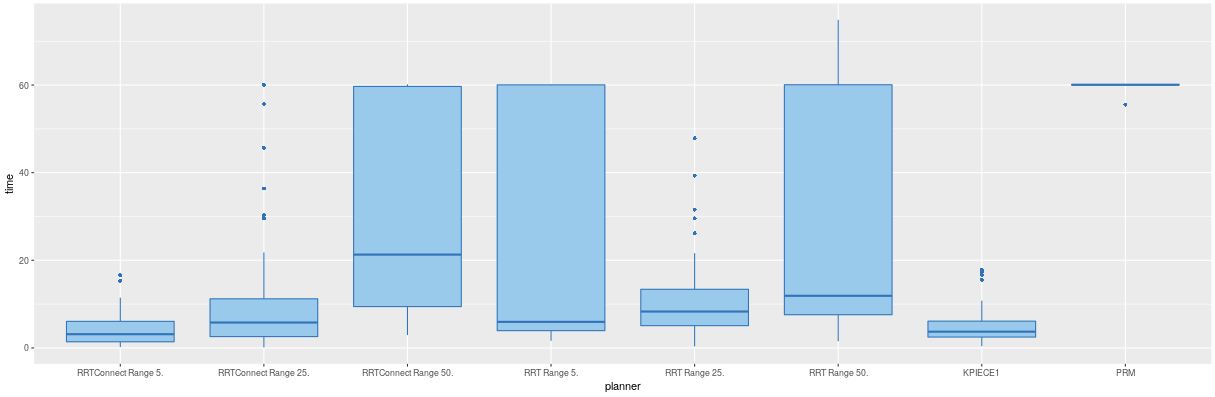 60
40
20
0
time
RRTConnect Range 5.
RRTConnect Range 25.
RRTConnect Range 50.
RRT Range 5.
RRT Range 25.
RRT Range 50.
KPIECE1
PRM
planner